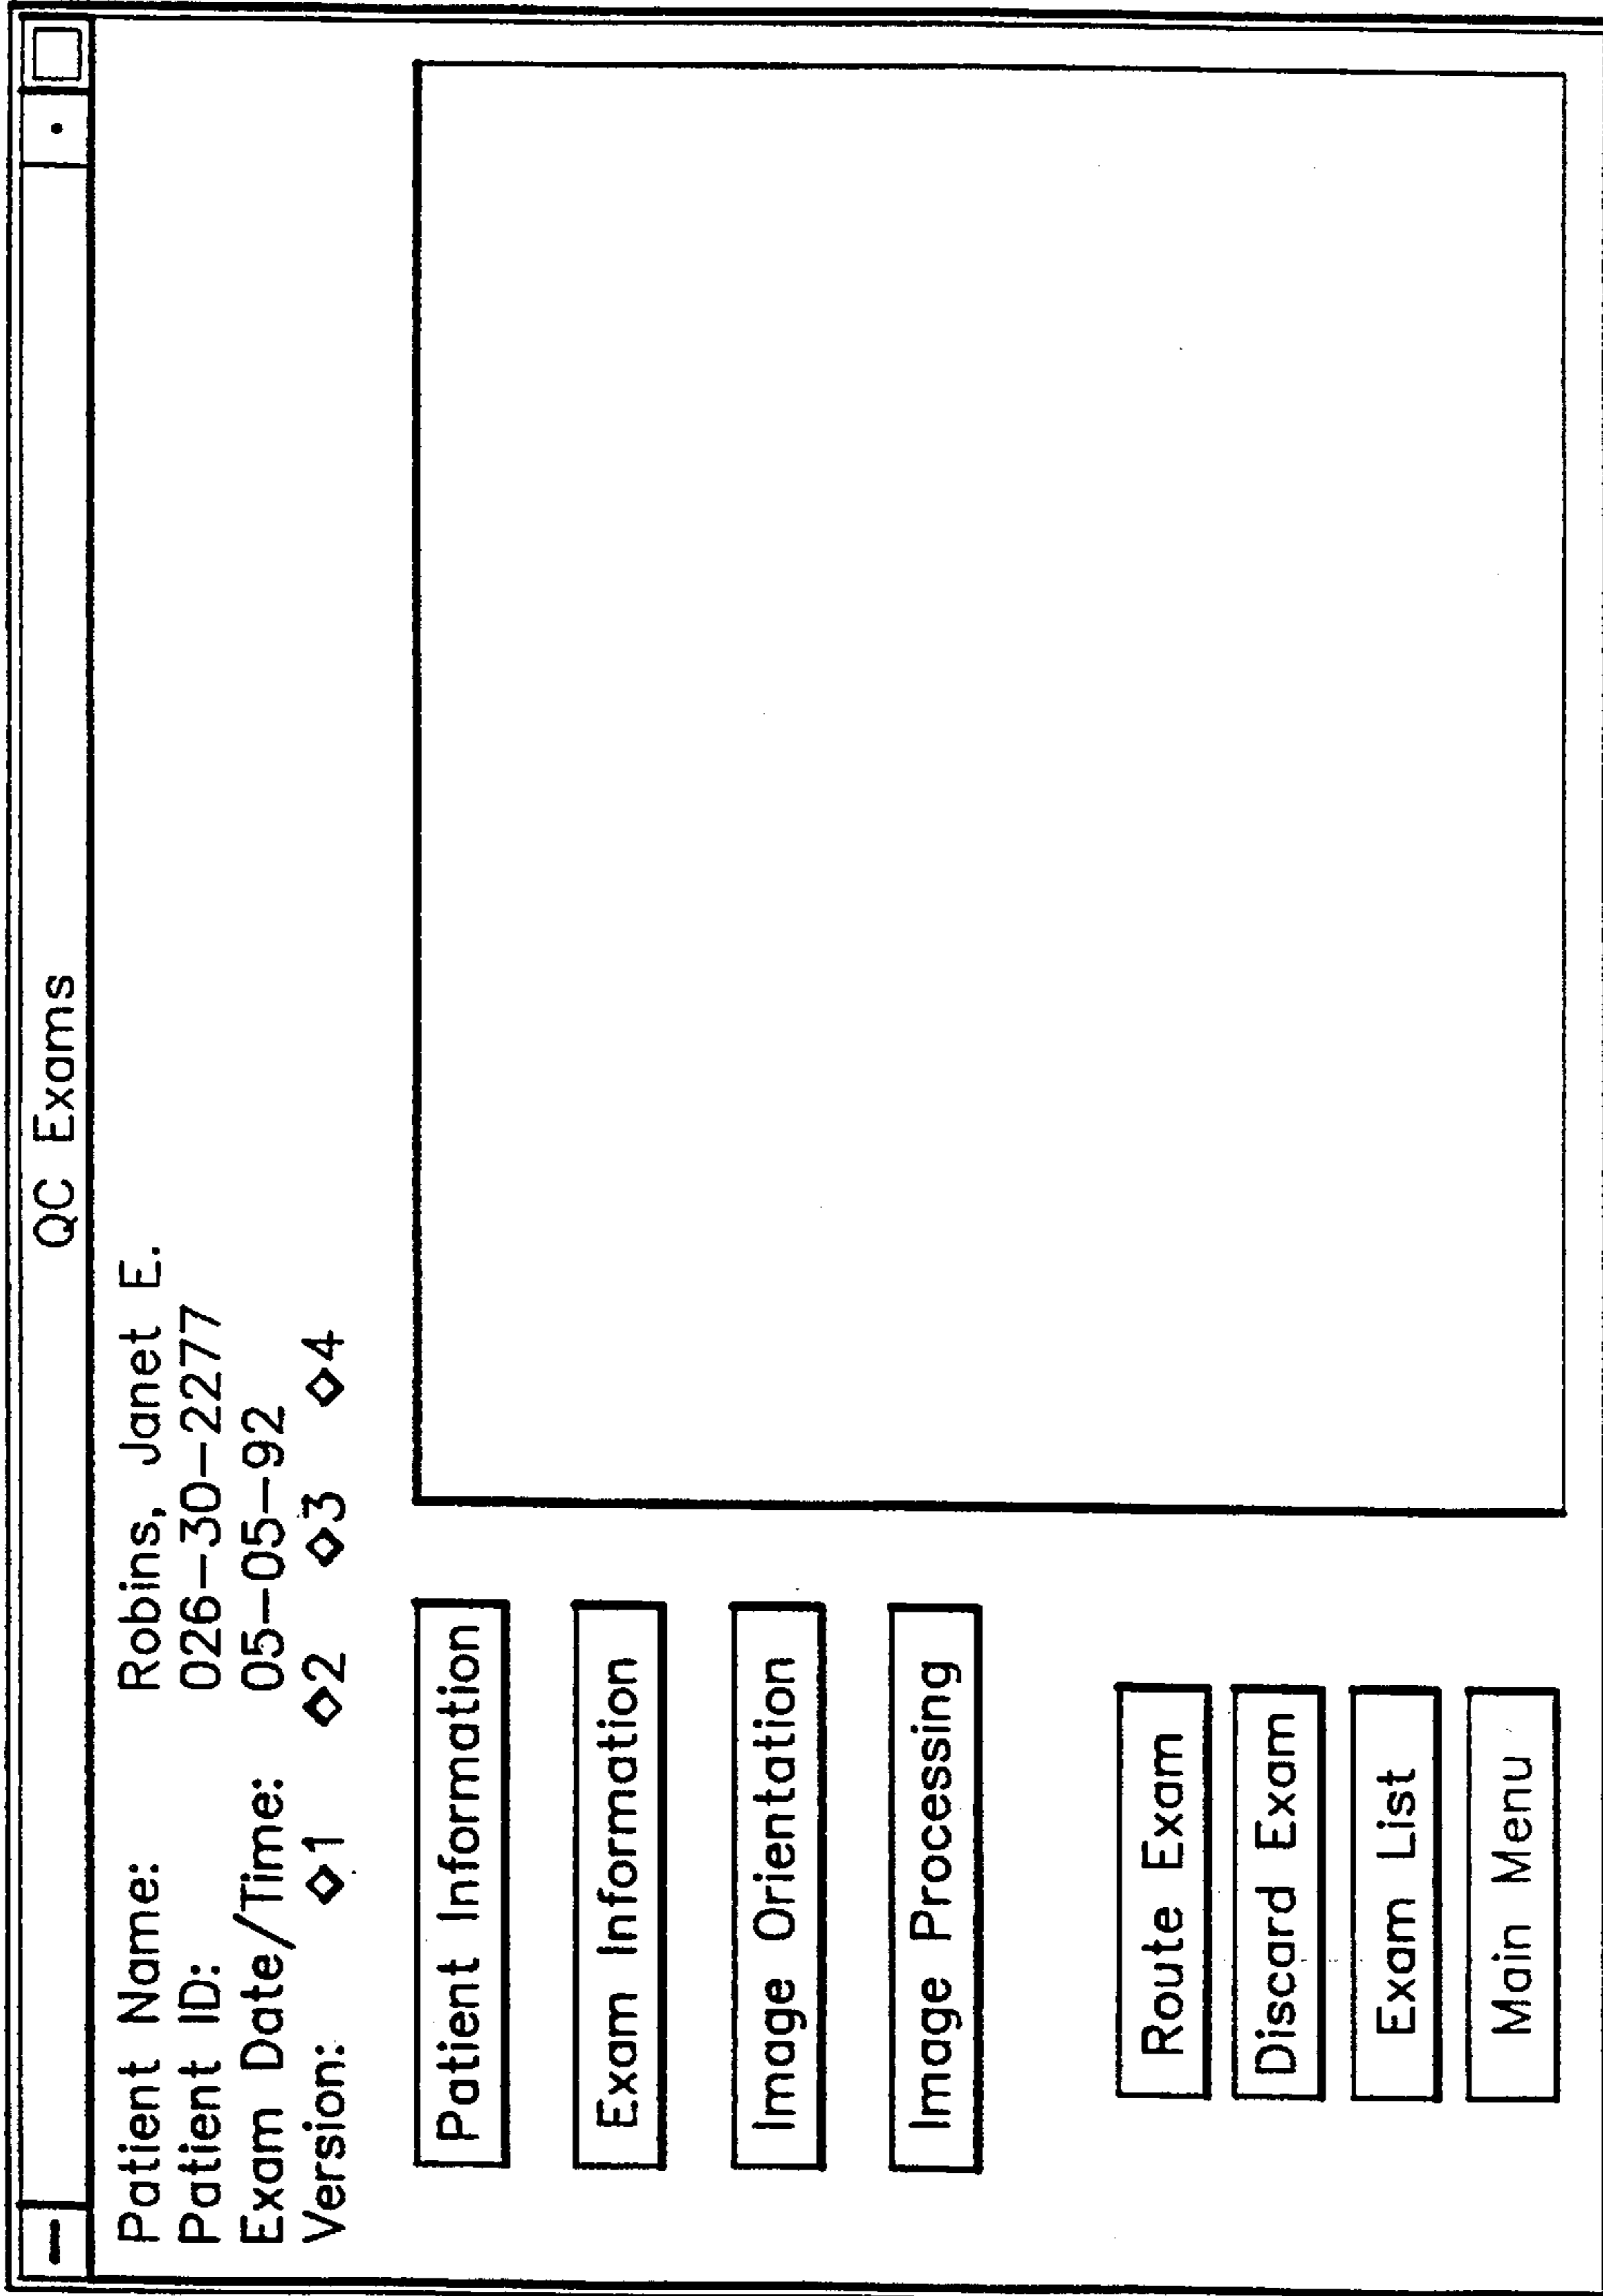 QC Exams
Patient Name: Robins, Janet E.
Patient ID: 026-30-2277
Exam Date/Time: 05-05-92
Version: ◇1 ◇2 ◇3 ◇4
Patient Information
Exam Information
Image Orientation
Image Processing
Route Exam
Discard Exam
Exam List
Main Menu